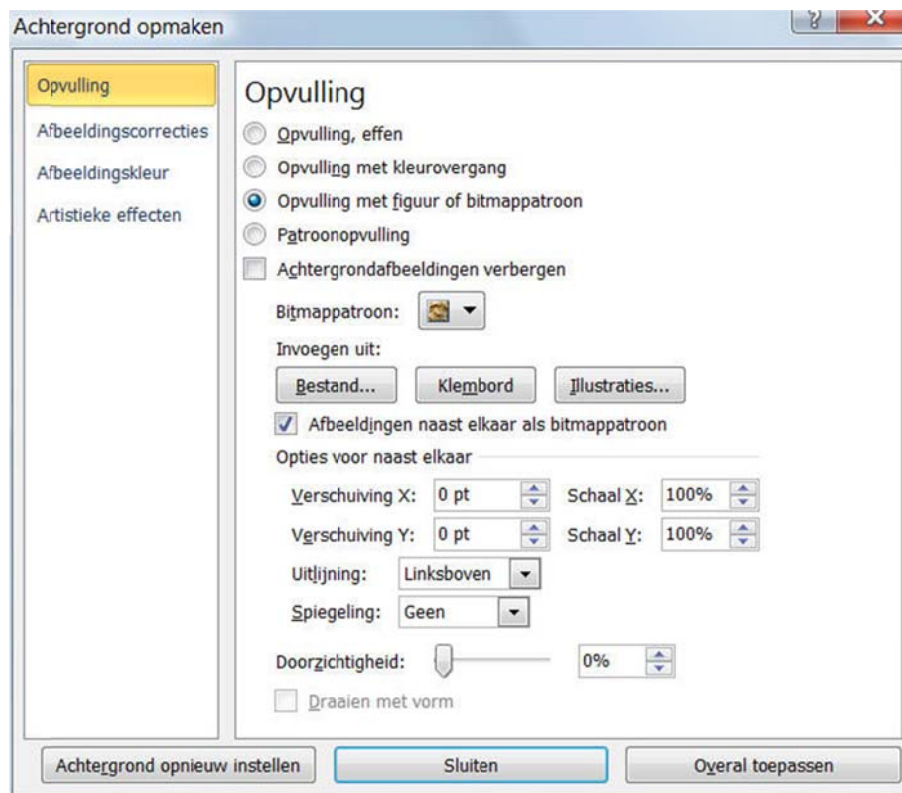 Achtergrond opmaken
Opvulling
Afbeeldingscorrecties
Afbeeldingskleur
Artistieke effecten
Opvulling
Opvulling, effen
Opvulling met kleurovergang
Opvulling met figuur of bitmappatroon
Patroonopvulling
Achtergrondafbeeldingen verbergen
Bitmappatroon:
Invoegen uit:
Bestand... Klembord Illustraties...
Afbeeldingen naast elkaar als bitmappatroon
Opties voor naast elkaar
Verschuiving X: 0 pt Schaal X: 100%
Verschuiving Y: 0 pt Schaal Y: 100%
Uitlijning: Linksboven
Spiegeling: Geen
Doorzichtigheid: 0%
Draaien met vorm
Achtergrond opnieuw instellen Sluiten Overal toepassen